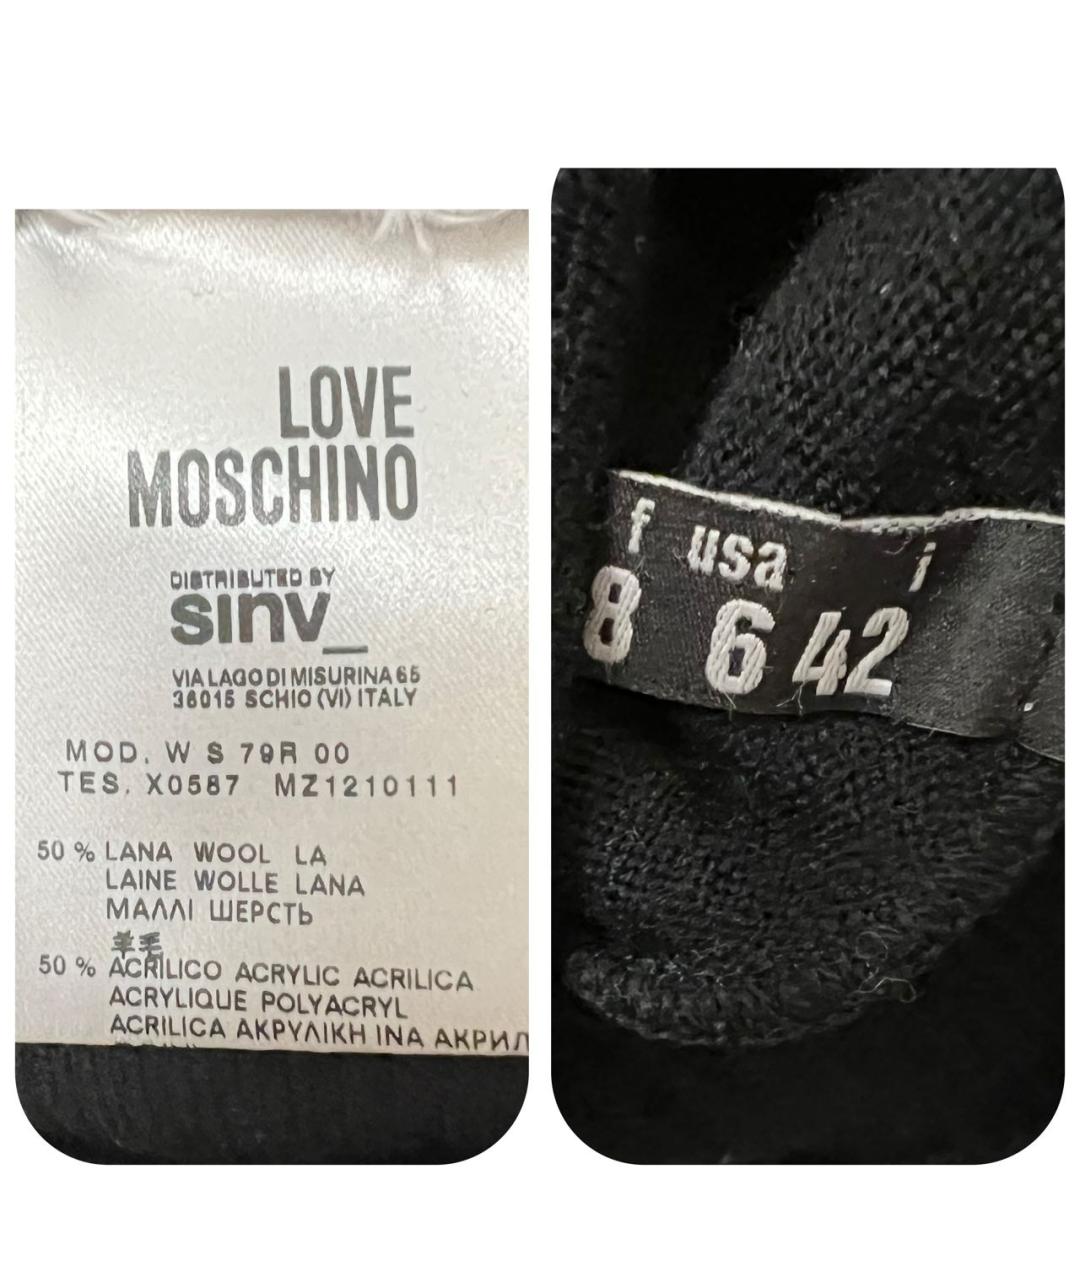 LOVE
MOSCHINO
DISTRIBUTED BY
sinv_
VIA LAGO DI MISURINA 65
36015 SCHIO (VI) ITALY
MOD. W S 79R 00
TES. X0587 MZ1210111
50 % LANA WOOL LA
LAINE WOLLE LANA
ΜΑΛΛΙ ШЕРСТЬ
羊毛
50 % ACRILICO ACRYLIC ACRILICA
ACRYLIQUE POLYACRYL
ACRILICA ΑΚΡΥΛΙΚΗ ΙΝΑ АКРИЛ
f usa i
8 6 42